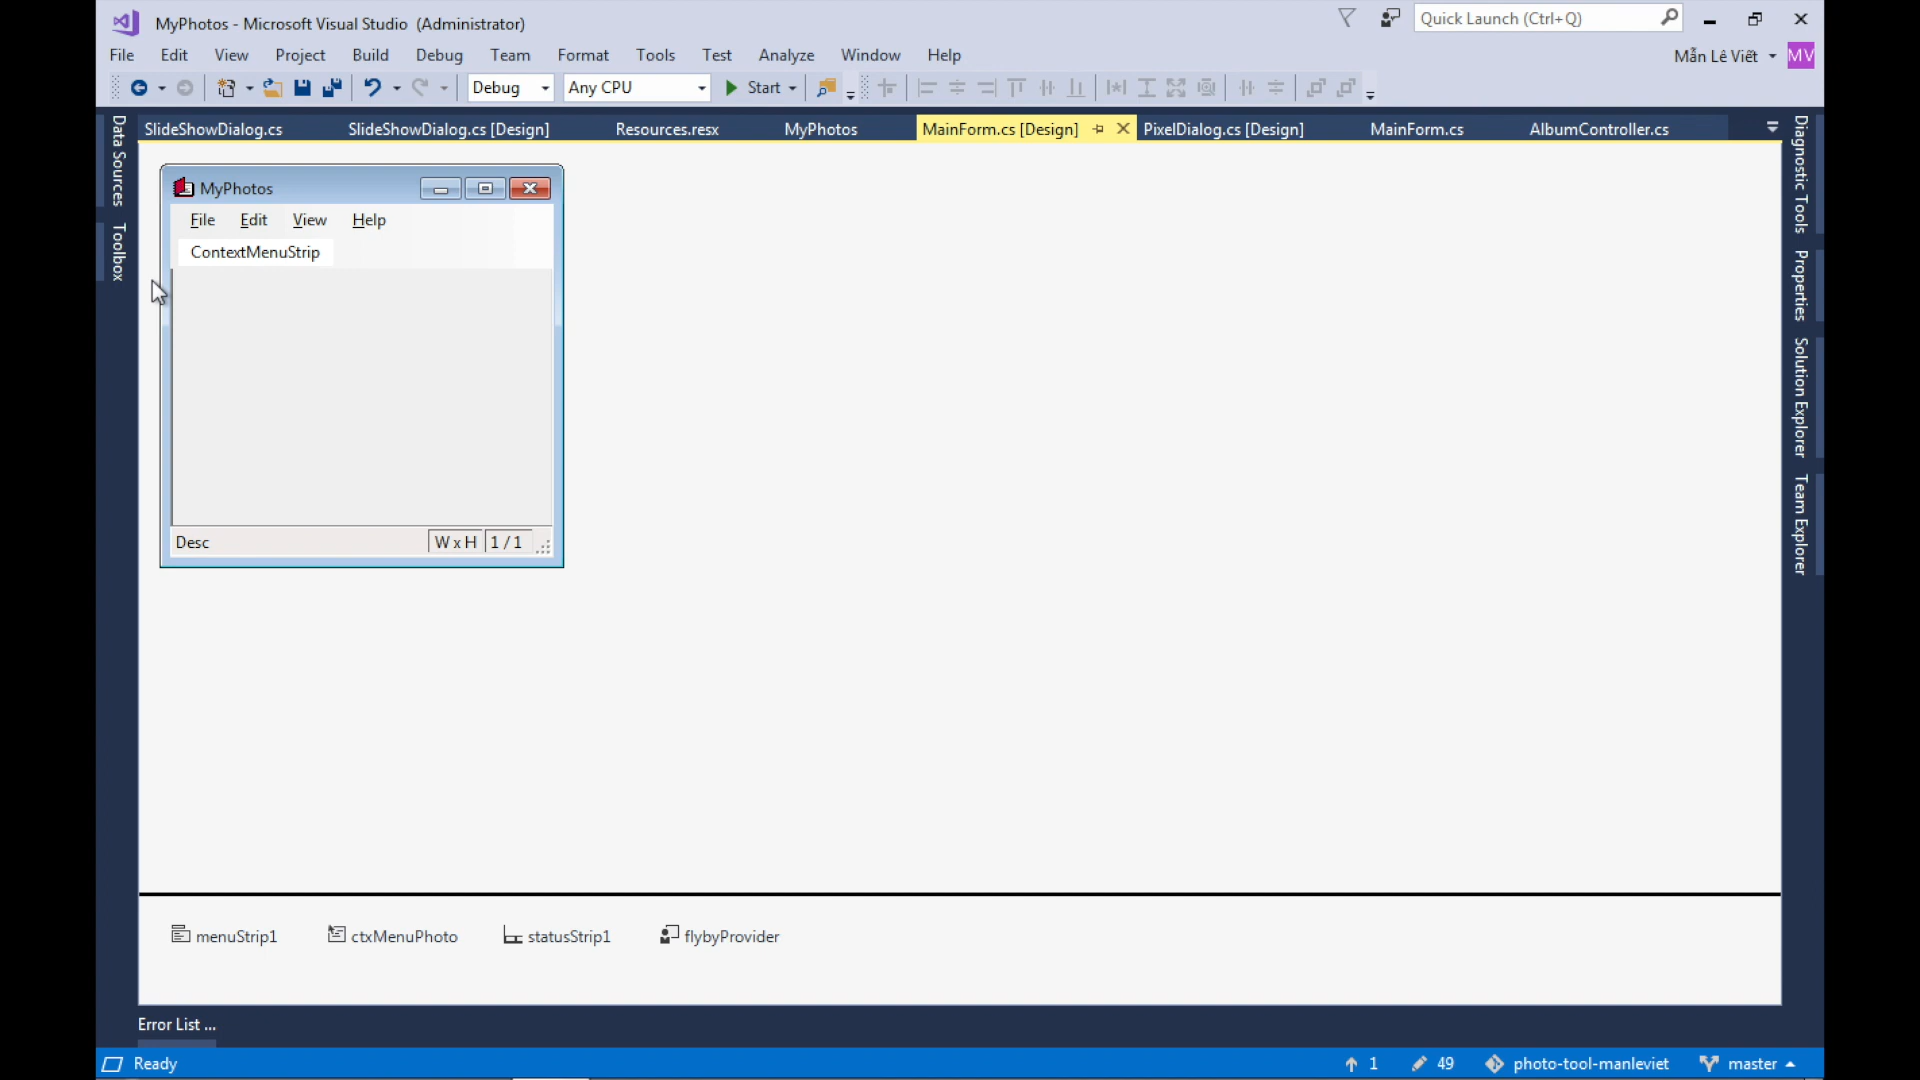 MyPhotos - Microsoft Visual Studio (Administrator)
Quick Launch (Ctrl+Q)
File Edit View Project Build Debug Team Format Tools Test Analyze Window Help
Mẫn Lê Viết MV
Debug Any CPU Start
SlideShowDialog.cs SlideShowDialog.cs [Design] Resources.resx MyPhotos MainForm.cs [Design] PixelDialog.cs [Design] MainForm.cs AlbumController.cs
Data Sources
Toolbox
MyPhotos
File Edit View Help
ContextMenuStrip
Desc W x H 1 / 1
Diagnostic Tools
Properties
Solution Explorer
Team Explorer
menuStrip1 ctxMenuPhoto statusStrip1 flybyProvider
Error List ...
Ready 1 49 photo-tool-manleviet master